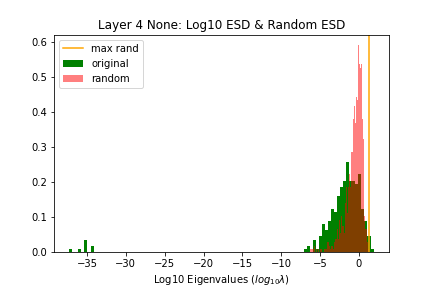 Layer 4 None: Log10 ESD & Random ESD
max rand
original
random
0.6
0.5
0.4
0.3
0.2
0.1
0.0
−35 −30 −25 −20 −15 −10 −5 0
Log10 Eigenvalues (log₁₀λ)